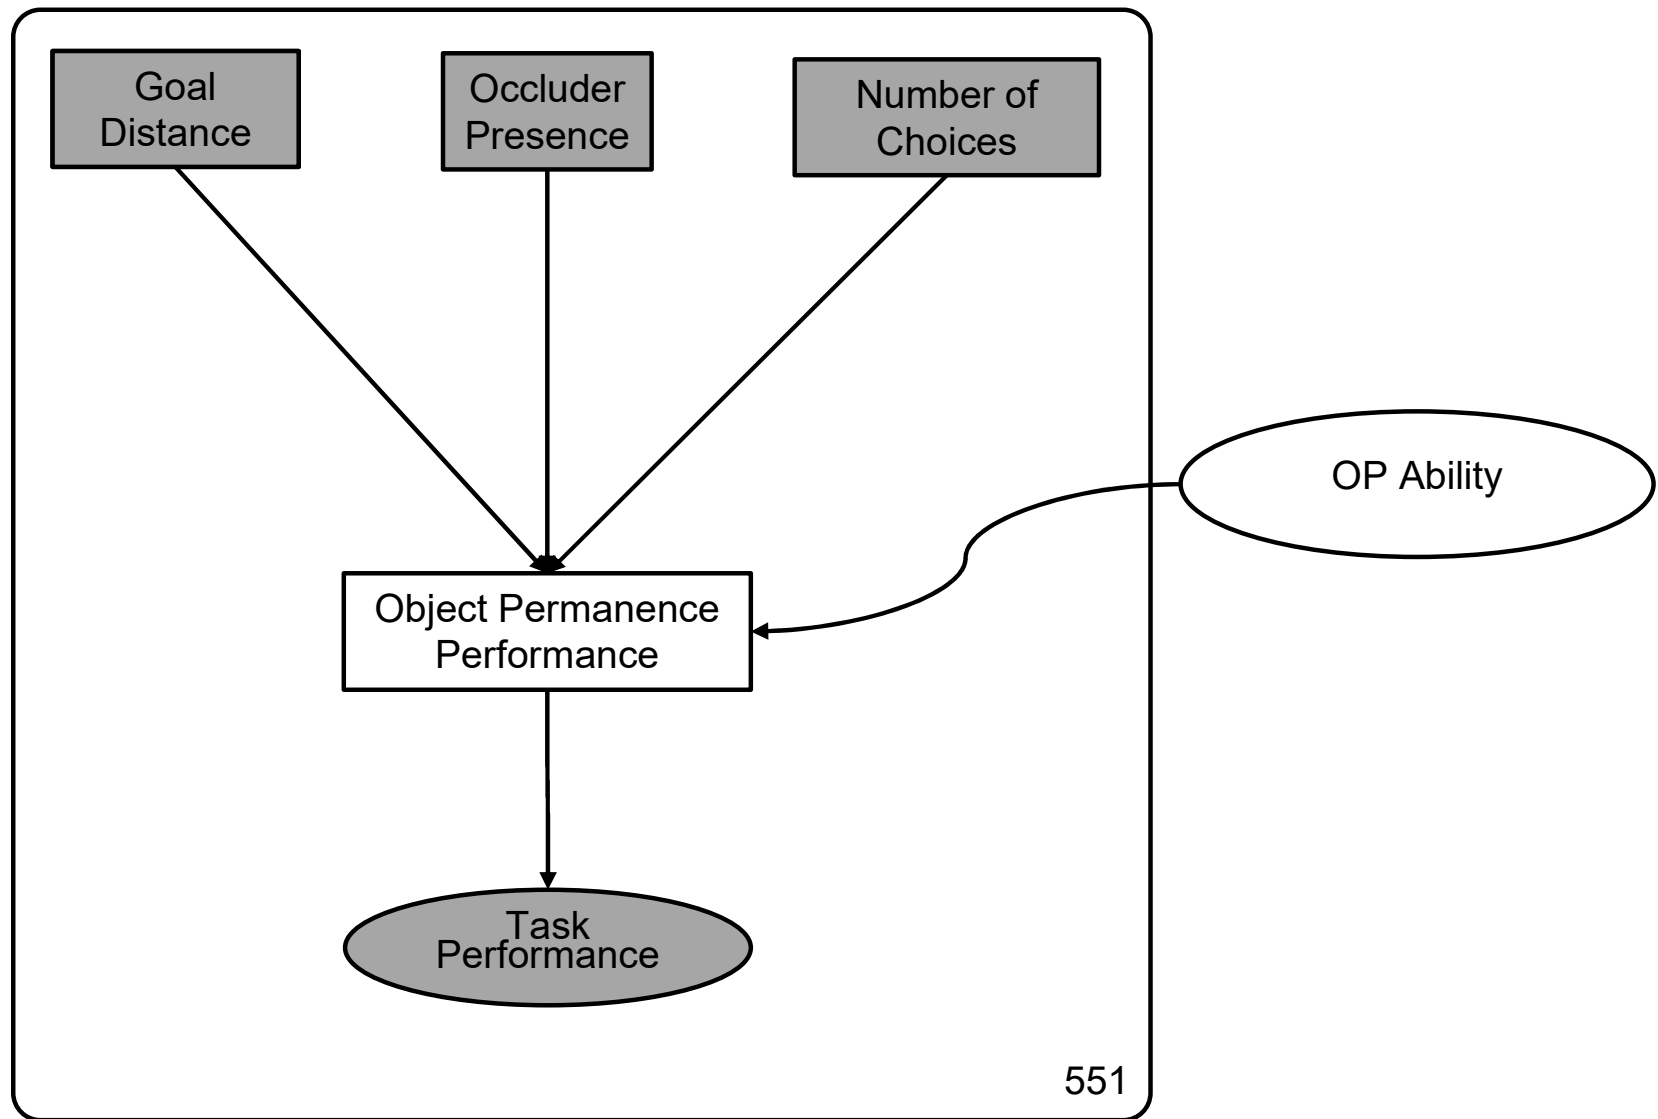 Goal
Distance
Occluder
Presence
Number of
Choices
OP Ability
Object Permanence
Performance
Task
Performance
551